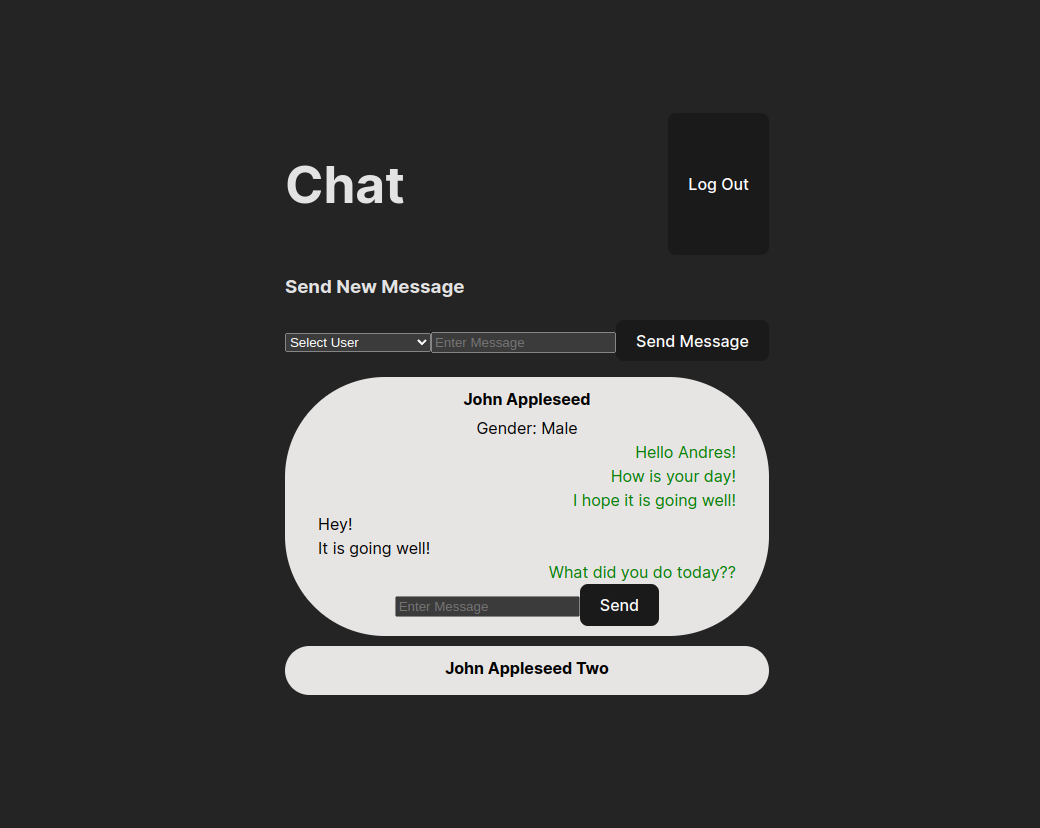 Chat
Log Out
Send New Message
Select User
Enter Message
Send Message
John Appleseed
Gender: Male
Hello Andres!
How is your day!
I hope it is going well!
Hey!
It is going well!
What did you do today??
Enter Message
Send
John Appleseed Two